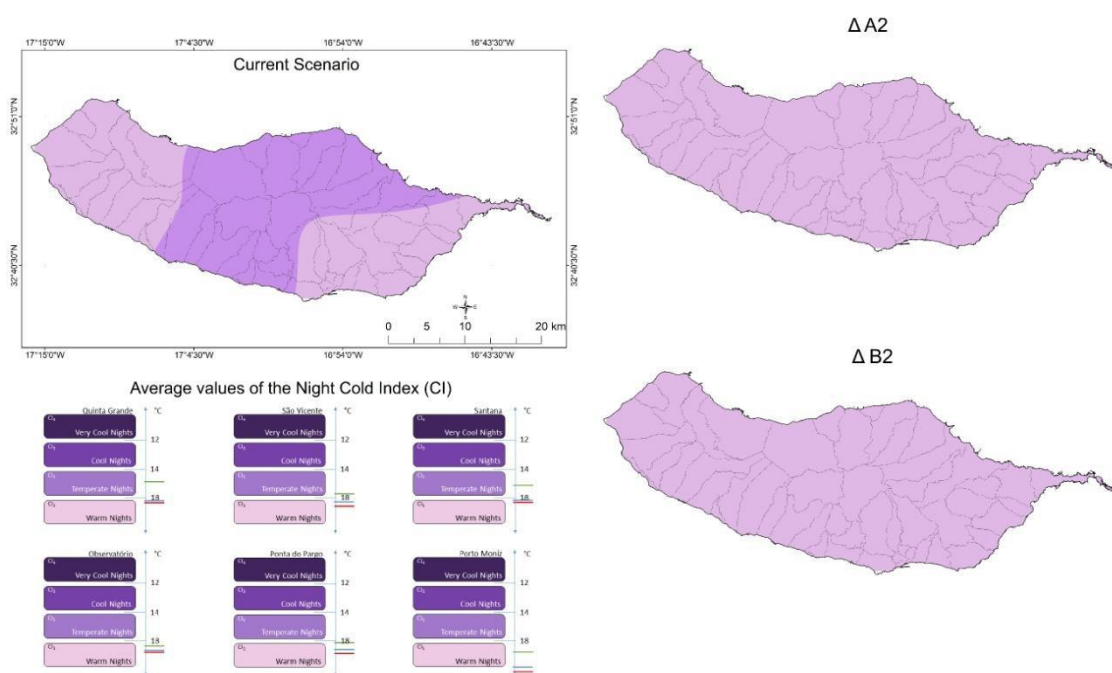 17°15'0"W 17°4'30"W 16°54'0"W 16°43'30"W
Current Scenario
32°51'0"N
32°40'30"N
32°51'0"N
32°40'30"N
N
W E
S
0 5 10 20 km
17°15'0"W 17°4'30"W 16°54'0"W 16°43'30"W
Δ A2
Δ B2
Average values of the Night Cold Index (CI)
Quinta Grande °C
Very Cool Nights
12
Cool Nights
14
Temperate Nights
18
Warm Nights
São Vicente °C
Very Cool Nights
12
Cool Nights
14
Temperate Nights
18
Warm Nights
Santana °C
Very Cool Nights
12
Cool Nights
14
Temperate Nights
18
Warm Nights
Observatório °C
Very Cool Nights
12
Cool Nights
14
Temperate Nights
18
Warm Nights
Ponta do Pargo °C
Very Cool Nights
12
Cool Nights
14
Temperate Nights
18
Warm Nights
Porto Moniz °C
Very Cool Nights
12
Cool Nights
14
Temperate Nights
18
Warm Nights